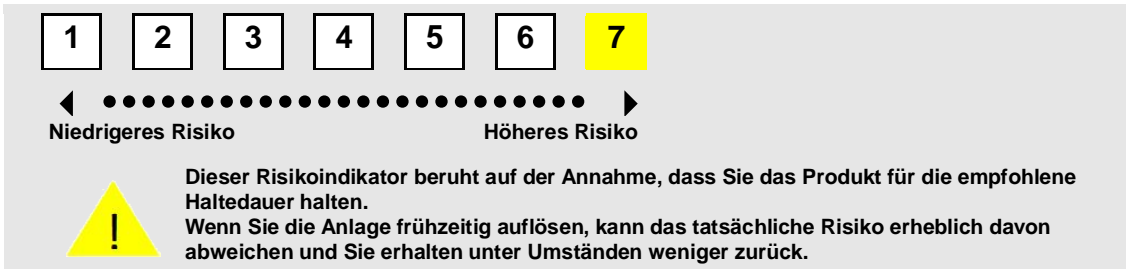 1 2 3 4 5 6 7
Niedrigeres Risiko Höheres Risiko
Dieser Risikoindikator beruht auf der Annahme, dass Sie das Produkt für die empfohlene
Haltedauer halten.
! Wenn Sie die Anlage frühzeitig auflösen, kann das tatsächliche Risiko erheblich davon
abweichen und Sie erhalten unter Umständen weniger zurück.